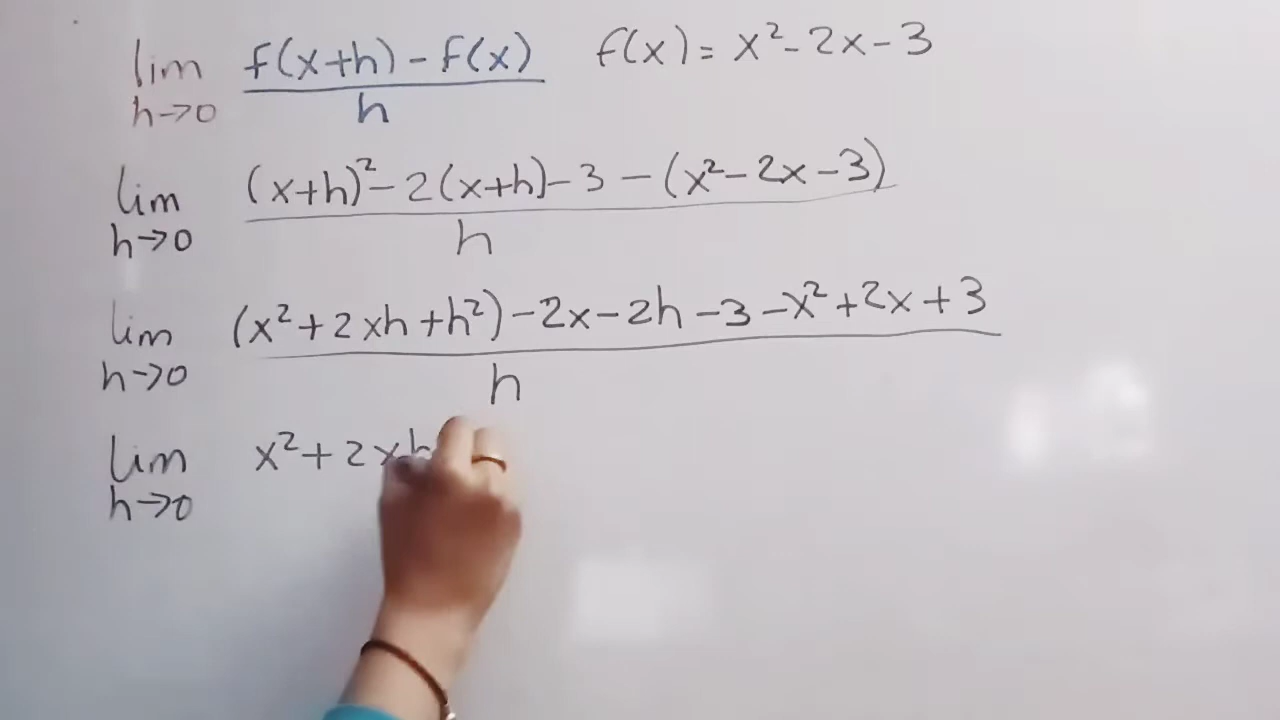 lim h→0 f(x+h) - f(x) / h f(x) = x² - 2x - 3
lim h→0 (x+h)² - 2(x+h) - 3 - (x² - 2x - 3) / h
lim h→0 (x² + 2xh + h²) - 2x - 2h - 3 - x² + 2x + 3 / h
lim h→0 x² + 2xh